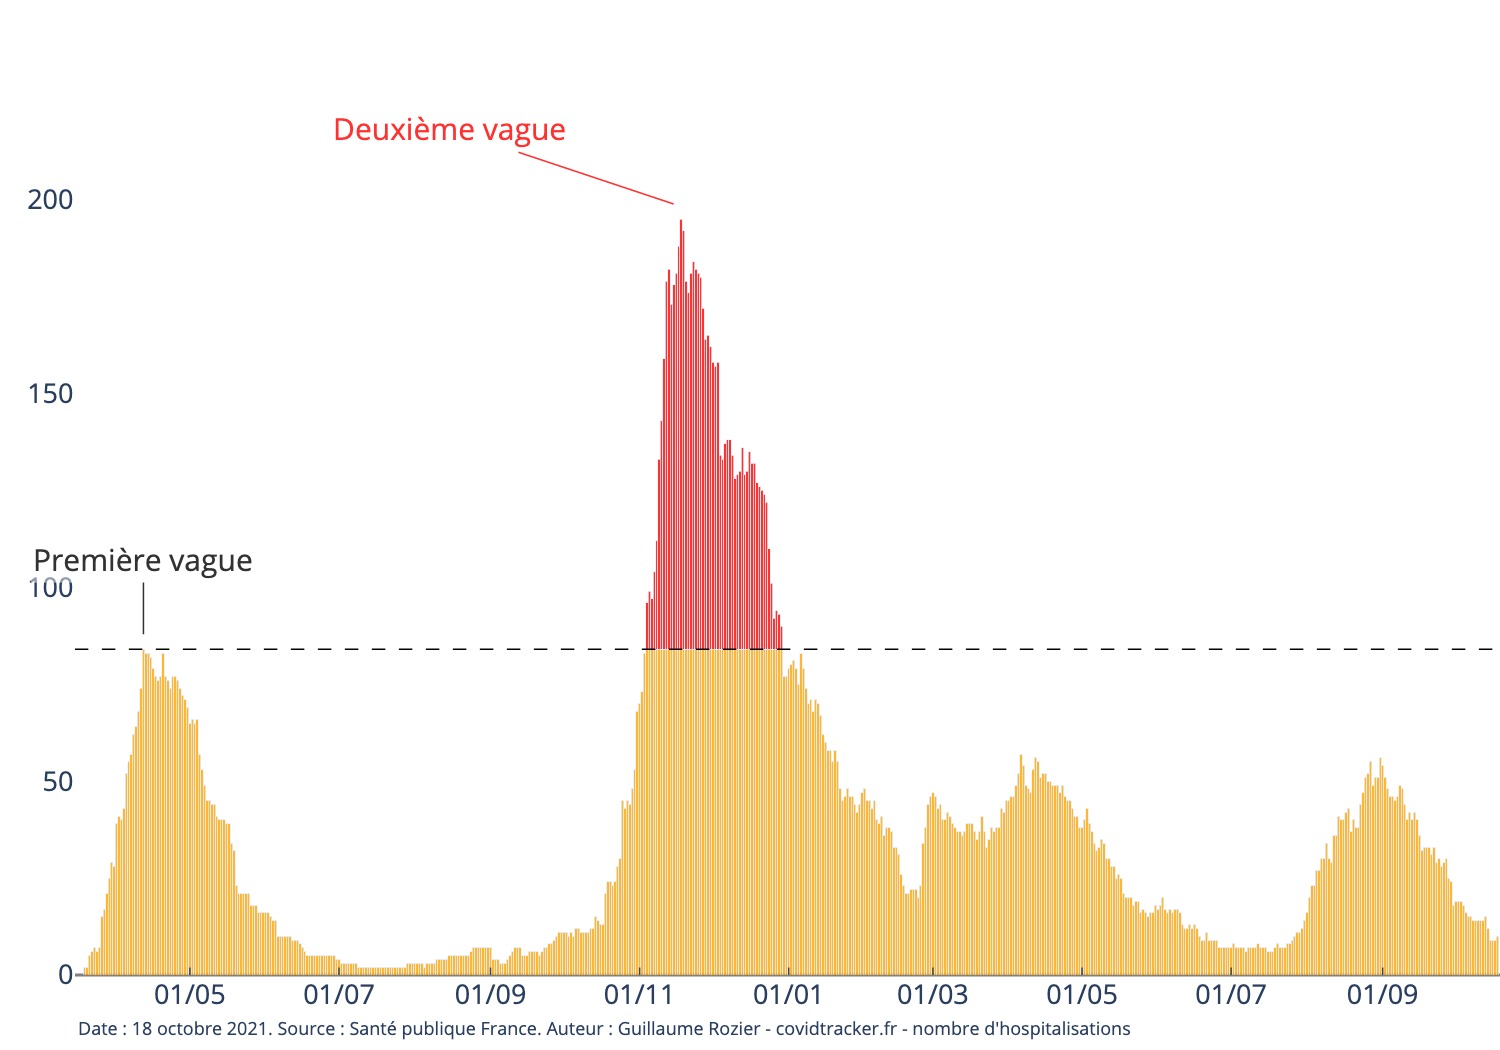 Deuxième vague
200
150
Première vague
100
50
0
01/05 01/07 01/09 01/11 01/01 01/03 01/05 01/07 01/09
Date : 18 octobre 2021. Source : Santé publique France. Auteur : Guillaume Rozier - covidtracker.fr - nombre d'hospitalisations